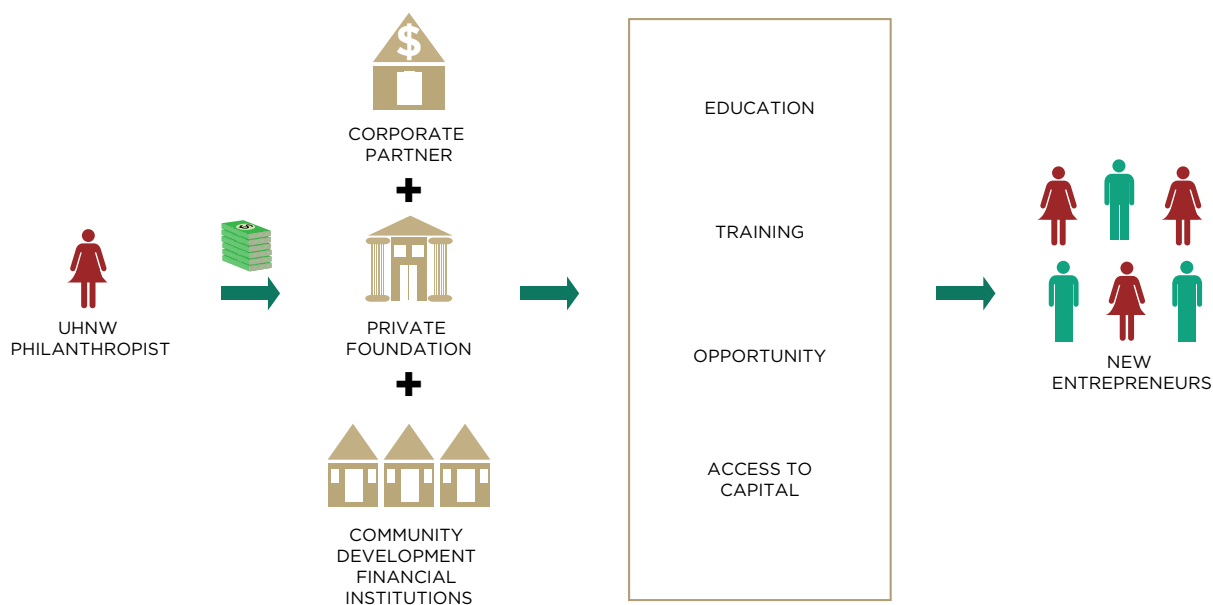 UHNW
PHILANTHROPIST
$
$
CORPORATE
PARTNER
+
PRIVATE
FOUNDATION
+
COMMUNITY
DEVELOPMENT
FINANCIAL
INSTITUTIONS
EDUCATION
TRAINING
OPPORTUNITY
ACCESS TO
CAPITAL
NEW
ENTREPRENEURS